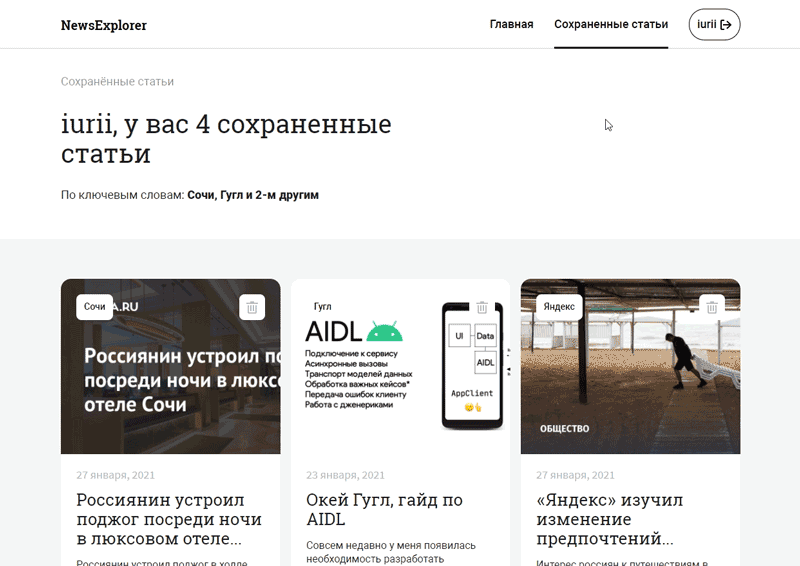 NewsExplorer
Главная
Сохраненные статьи
iurii
Сохранённые статьи
iurii, у вас 4 сохраненные
статьи
По ключевым словам: Сочи, Гугл и 2-м другим
Сочи
A.RU
Россиянин устроил по
посреди ночи в люксо
отеле Сочи
27 января, 2021
Россиянин устроил
поджог посреди ночи
в люксовом отеле...
Россиянин устроил поджог в холле
Гугл
AIDL
Подключение к сервису
Асинхронные вызовы
Транспорт моделей данных
Обработка важных кейсов*
Передача ошибок клиенту
Работа с дженериками
UI
Data
AIDL
AppClient
23 января, 2021
Окей Гугл, гайд по
AIDL
Совсем недавно у меня появилась
необходимость разработать
Яндекс
ОБЩЕСТВО
27 января, 2021
«Яндекс» изучил
изменение
предпочтений...
Интерес россиян к путешествиям в